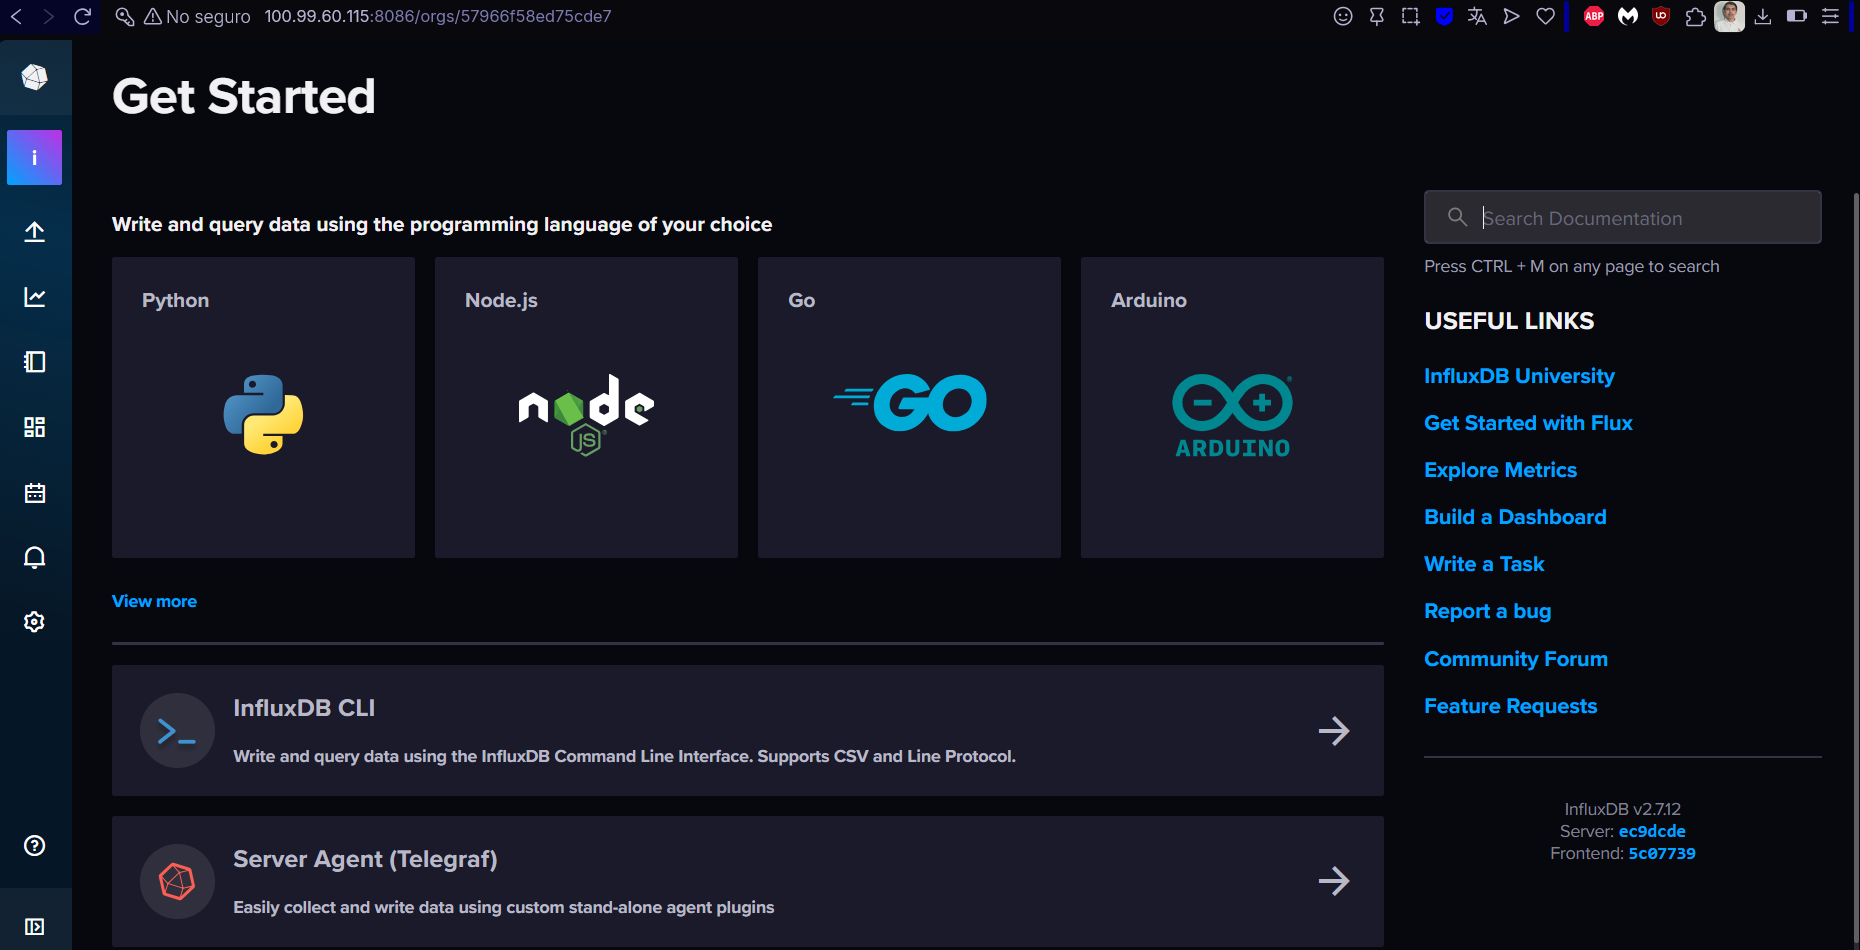 No seguro 100.99.60.115:8086/orgs/57966f58ed75cde7
ABP
Get Started
i
Write and query data using the programming language of your choice
Python
Node.js
Go
Arduino
node
JS
GO
ARDUINO
View more
InfluxDB CLI
Write and query data using the InfluxDB Command Line Interface. Supports CSV and Line Protocol.
Server Agent (Telegraf)
Easily collect and write data using custom stand-alone agent plugins
Search Documentation
Press CTRL + M on any page to search
USEFUL LINKS
InfluxDB University
Get Started with Flux
Explore Metrics
Build a Dashboard
Write a Task
Report a bug
Community Forum
Feature Requests
InfluxDB v2.7.12
Server: ec9dcde
Frontend: 5c07739